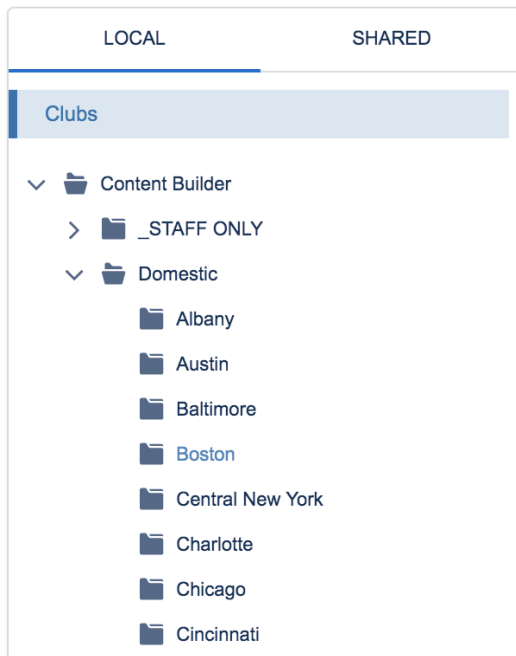 LOCAL SHARED
Clubs
Content Builder
_STAFF ONLY
Domestic
Albany
Austin
Baltimore
Boston
Central New York
Charlotte
Chicago
Cincinnati